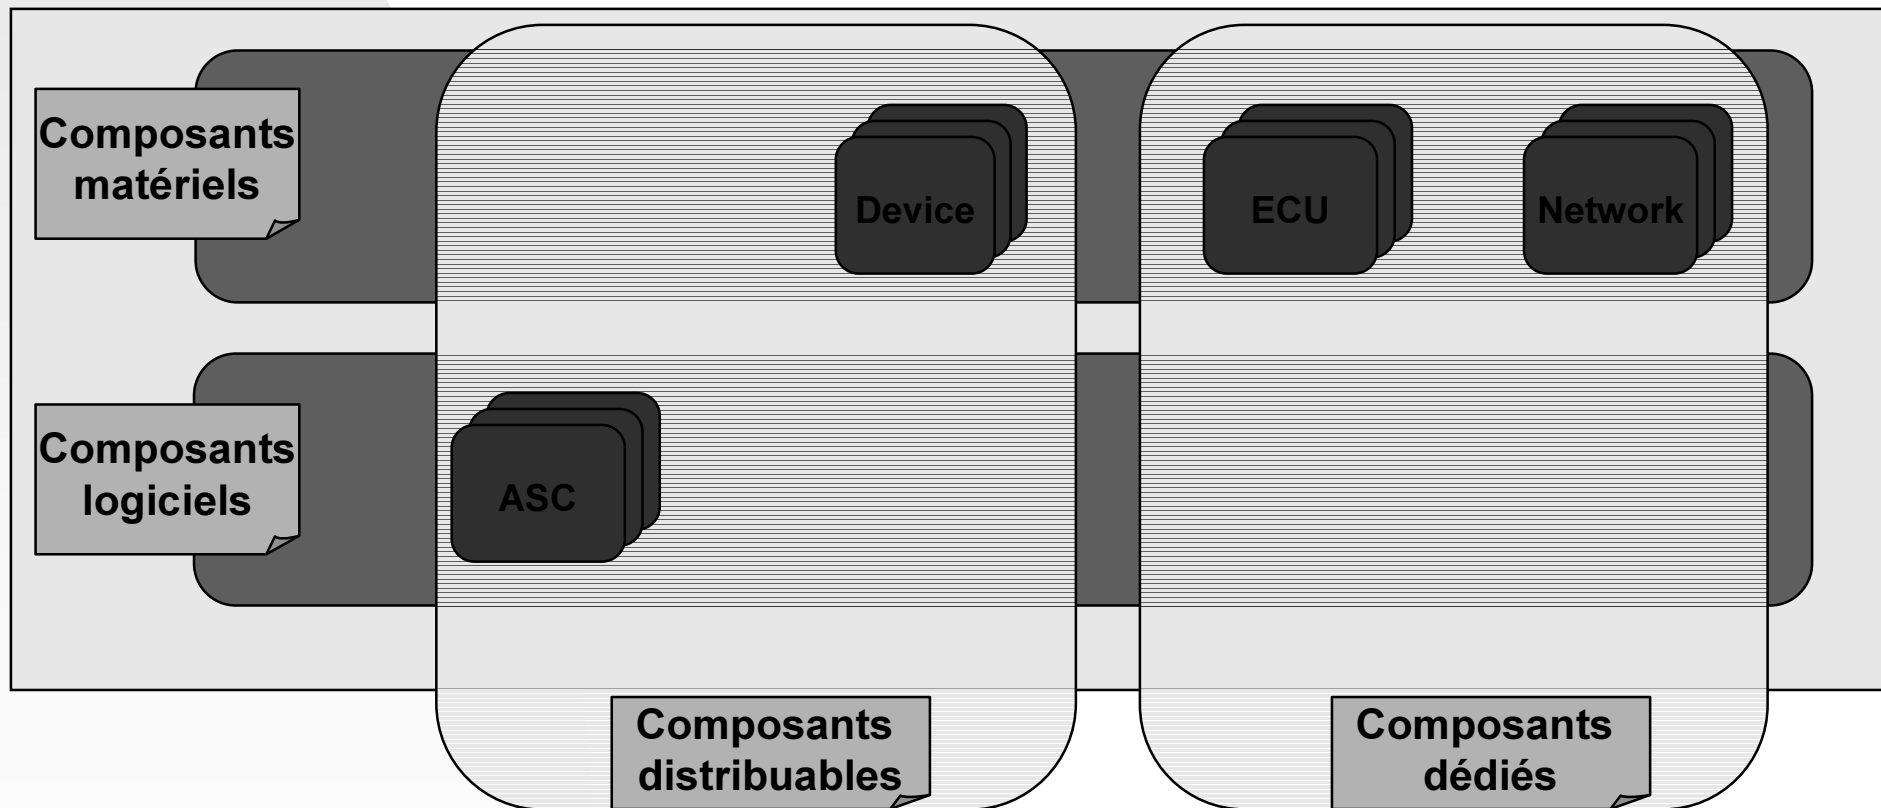 Composants
matériels
Device
ECU
Network
Composants
logiciels
ASC
Composants
distribuables
Composants
dédiés